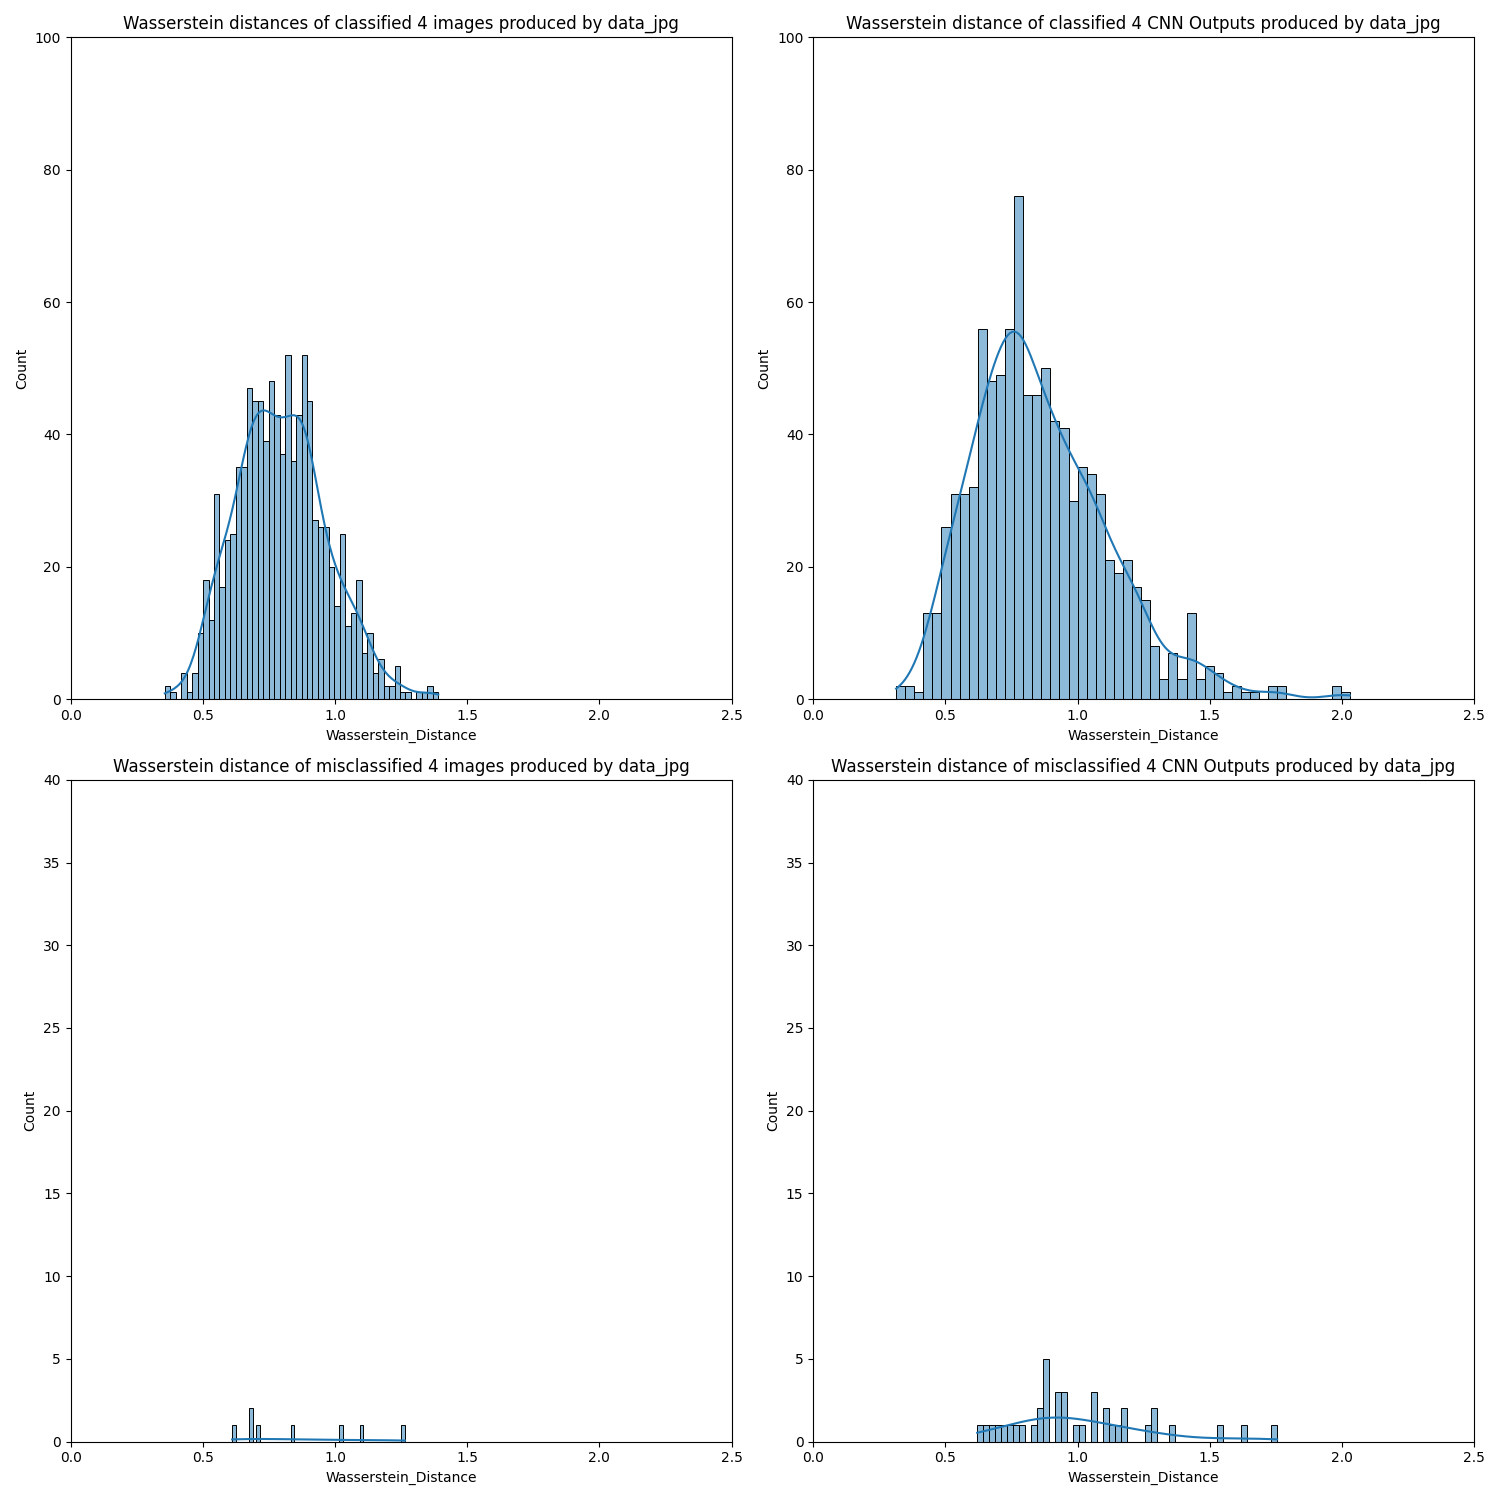 Wasserstein distances of classified 4 images produced by data_jpg
100
80
60
40
20
0
Count
0.0 0.5 1.0 1.5 2.0 2.5
Wasserstein_Distance
Wasserstein distance of classified 4 CNN Outputs produced by data_jpg
100
80
60
40
20
0
Count
0.0 0.5 1.0 1.5 2.0 2.5
Wasserstein_Distance
Wasserstein distance of misclassified 4 images produced by data_jpg
40
35
30
25
20
15
10
5
0
Count
0.0 0.5 1.0 1.5 2.0 2.5
Wasserstein_Distance
Wasserstein distance of misclassified 4 CNN Outputs produced by data_jpg
40
35
30
25
20
15
10
5
0
Count
0.0 0.5 1.0 1.5 2.0 2.5
Wasserstein_Distance